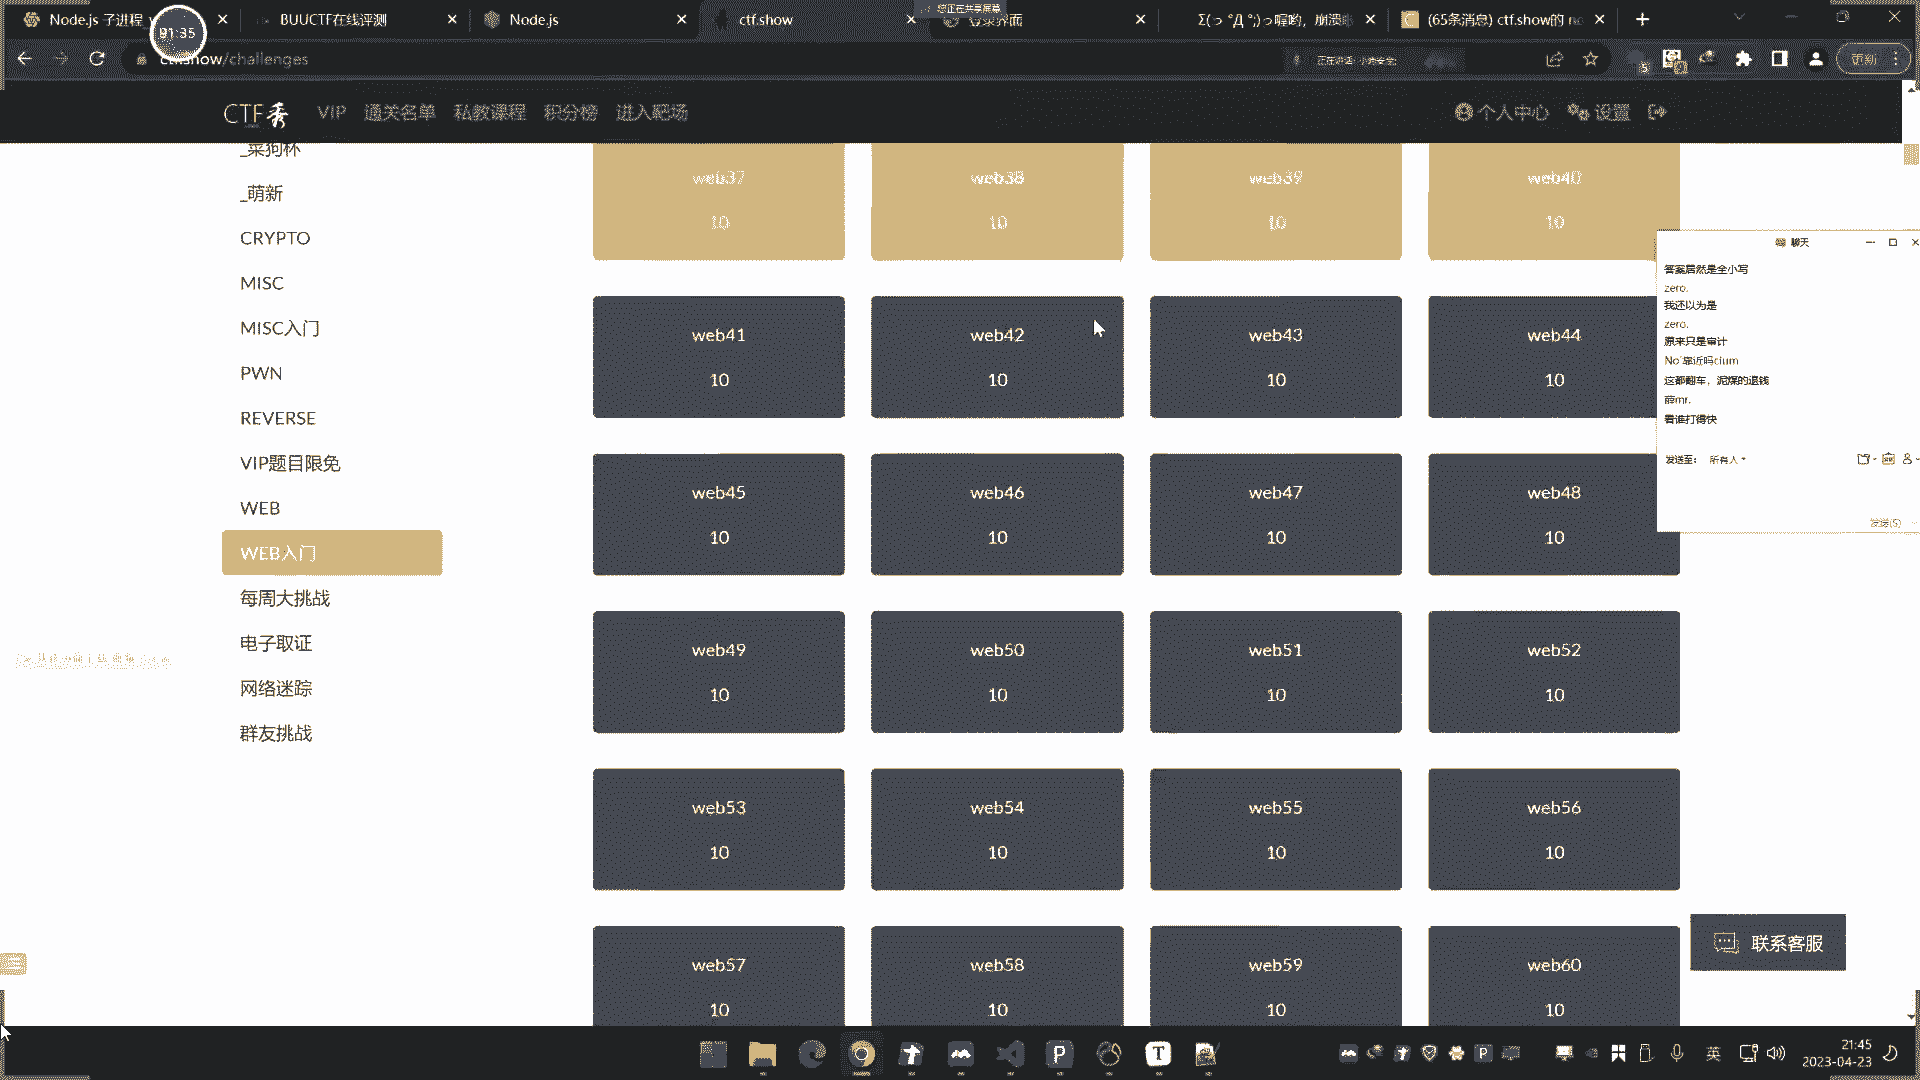 Node.js 子进程
91:35
BUUCTF在线评测
Node.js
ctf.show
您正在共享屏幕
登录界面
Σ(っ °Д °;)っ喔哟，崩溃啦
(65条消息) ctf.show的 no
ctf.show/challenges
更新
CTF秀
VIP
通关名单
私教课程
积分榜
进入靶场
个人中心
设置
_菜狗杯
_萌新
CRYPTO
MISC
MISC入门
PWN
REVERSE
VIP题目限免
WEB
WEB入门
每周大挑战
电子取证
网络迷踪
群友挑战
web37
10
web38
10
web39
10
web40
10
web41
10
web42
10
web43
10
web44
10
web45
10
web46
10
web47
10
web48
10
web49
10
web50
10
web51
10
web52
10
web53
10
web54
10
web55
10
web56
10
web57
10
web58
10
web59
10
web60
10
聊天
答案居然是全小写
zero.
我还以为是
zero.
原来只是审计
No`靠近吗cium
这都翻车，泥煤的退钱
薛mr.
看谁打得快
发送至：
所有人
发送(S)
联系客服
英
21:45
2023-04-23